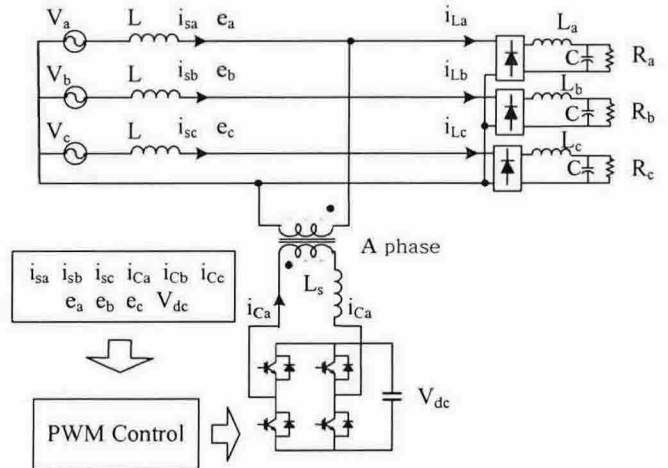 Va L isa ea iLa La C Ra
Vb L isb eb iLb Lb C Rb
Vc L isc ec iLc Lc C Rc
A phase
Ls
iCa iCa
isa isb isc iCa iCb iCc
ea eb ec Vdc
Vdc
PWM Control